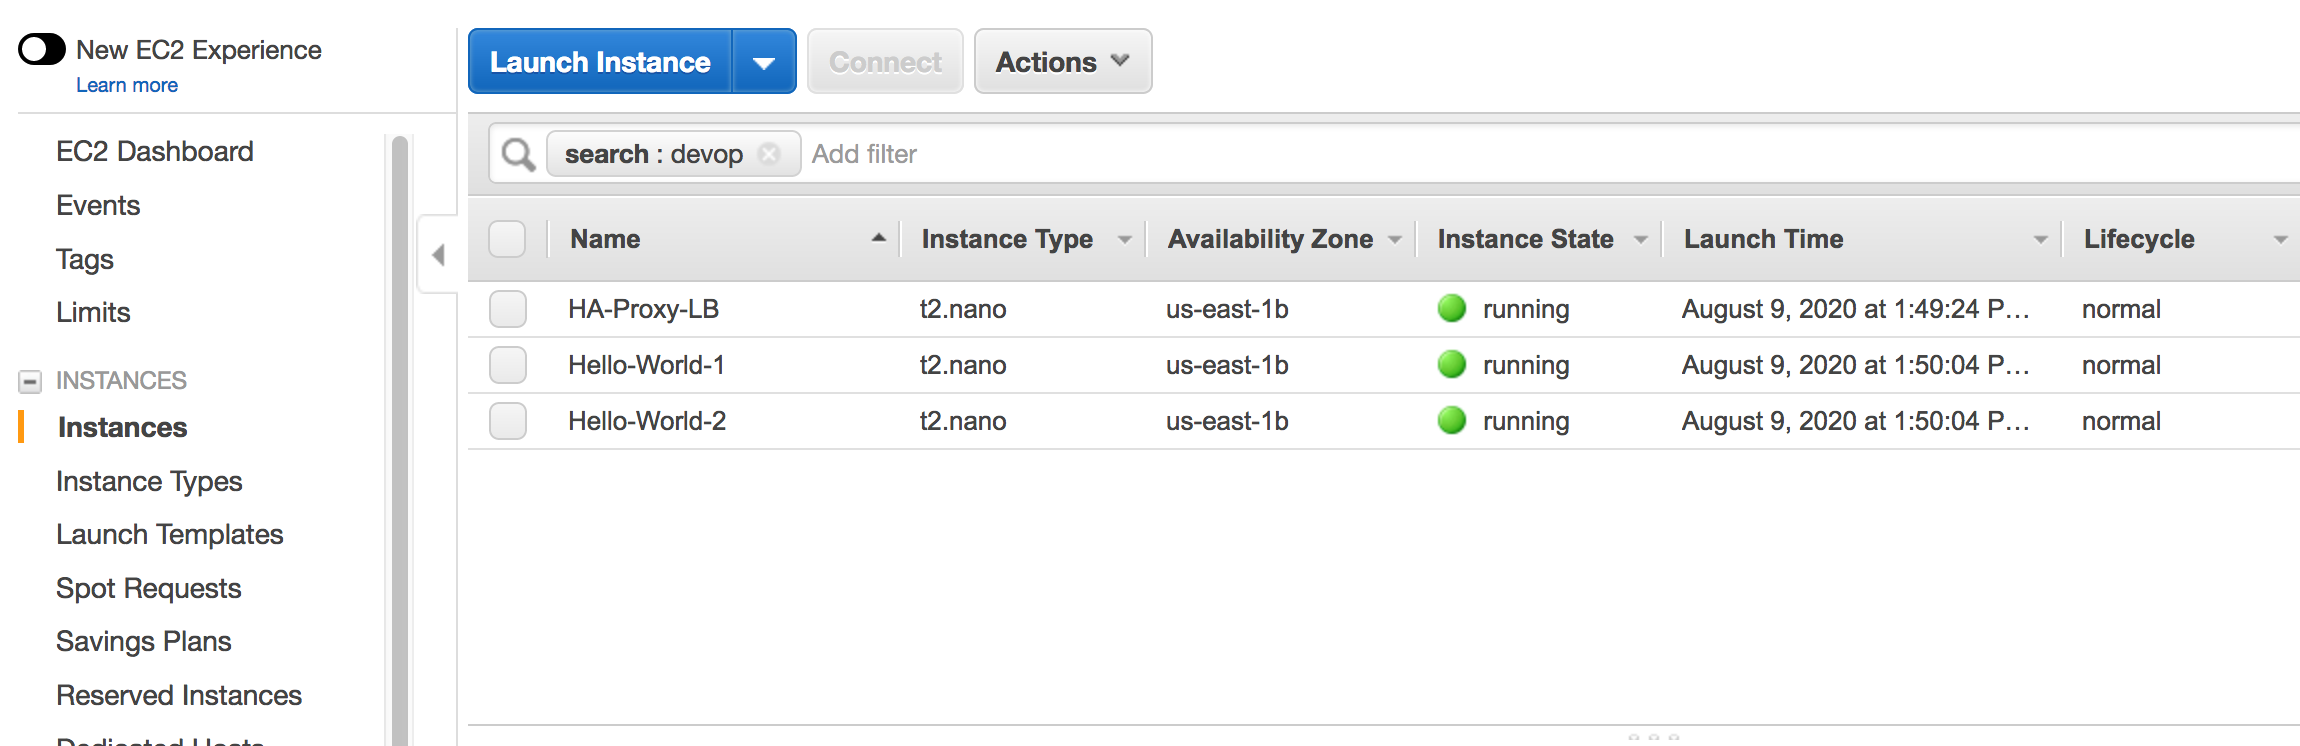 New EC2 Experience
Learn more
EC2 Dashboard
Events
Tags
Limits
INSTANCES
Instances
Instance Types
Launch Templates
Spot Requests
Savings Plans
Reserved Instances
Dedicated Hosts
Launch Instance Connect Actions
search : devop Add filter
Name Instance Type Availability Zone Instance State Launch Time Lifecycle
HA-Proxy-LB t2.nano us-east-1b running August 9, 2020 at 1:49:24 P... normal
Hello-World-1 t2.nano us-east-1b running August 9, 2020 at 1:50:04 P... normal
Hello-World-2 t2.nano us-east-1b running August 9, 2020 at 1:50:04 P... normal